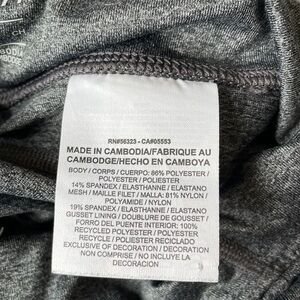 RN#56323 - CA#05553
MADE IN CAMBODIA/FABRIQUE AU
CAMBODGE/HECHO EN CAMBOYA
BODY / CORPS / CUERPO: 86% POLYESTER /
POLYESTER / POLIESTER
14% SPANDEX / ELASTHANNE / ELASTANO
MESH / MAILLE FILET / MALLA: 81% NYLON /
POLYAMIDE / NYLON
19% SPANDEX / ELASTHANNE / ELASTANO
GUSSET LINING / DOUBLURE DE GOUSSET /
FORRO DEL PUENTE INTERIOR: 100%
RECYCLED POLYESTER / POLYESTER
RECYCLE / POLIESTER RECICLADO
EXCLUSIVE OF DECORATION / DECORATION
NON COMPRISE / NO INCLUYE LA
DECORACION